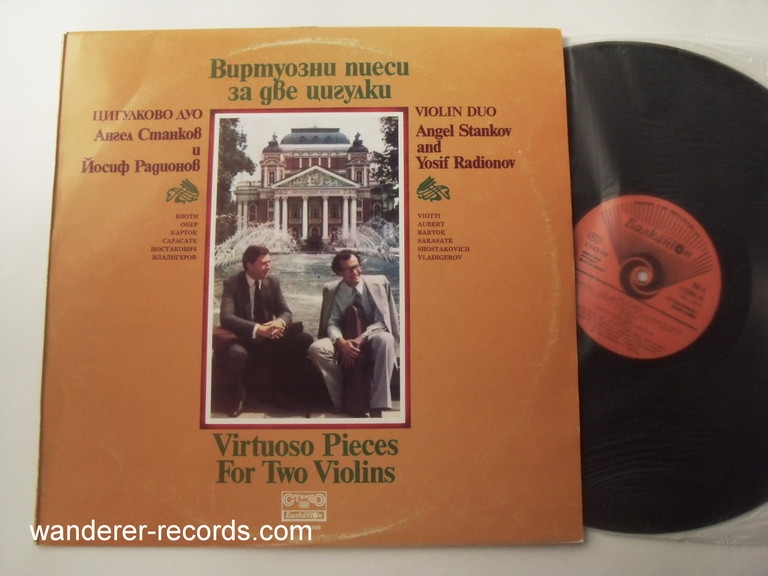 Виртуозни пиеси
за две цигулки
ЦИГУЛКОВО ДУО
Ангел Станков
и
Йосиф Радионов
ВИОТИ
ОБЕР
БАРТОК
САРАСАТЕ
ШОСТАКОВИЧ
ВЛАДИГЕРОВ
VIOLIN DUO
Angel Stankov
and
Yosif Radionov
VIOTTI
AUBERT
BARTOK
SARASATE
SHOSTAKOVICH
VLADIGEROV
Virtuoso Pieces
For Two Violins
СТЕРЕО
Балкантон
Балкантон
wanderer-records.com